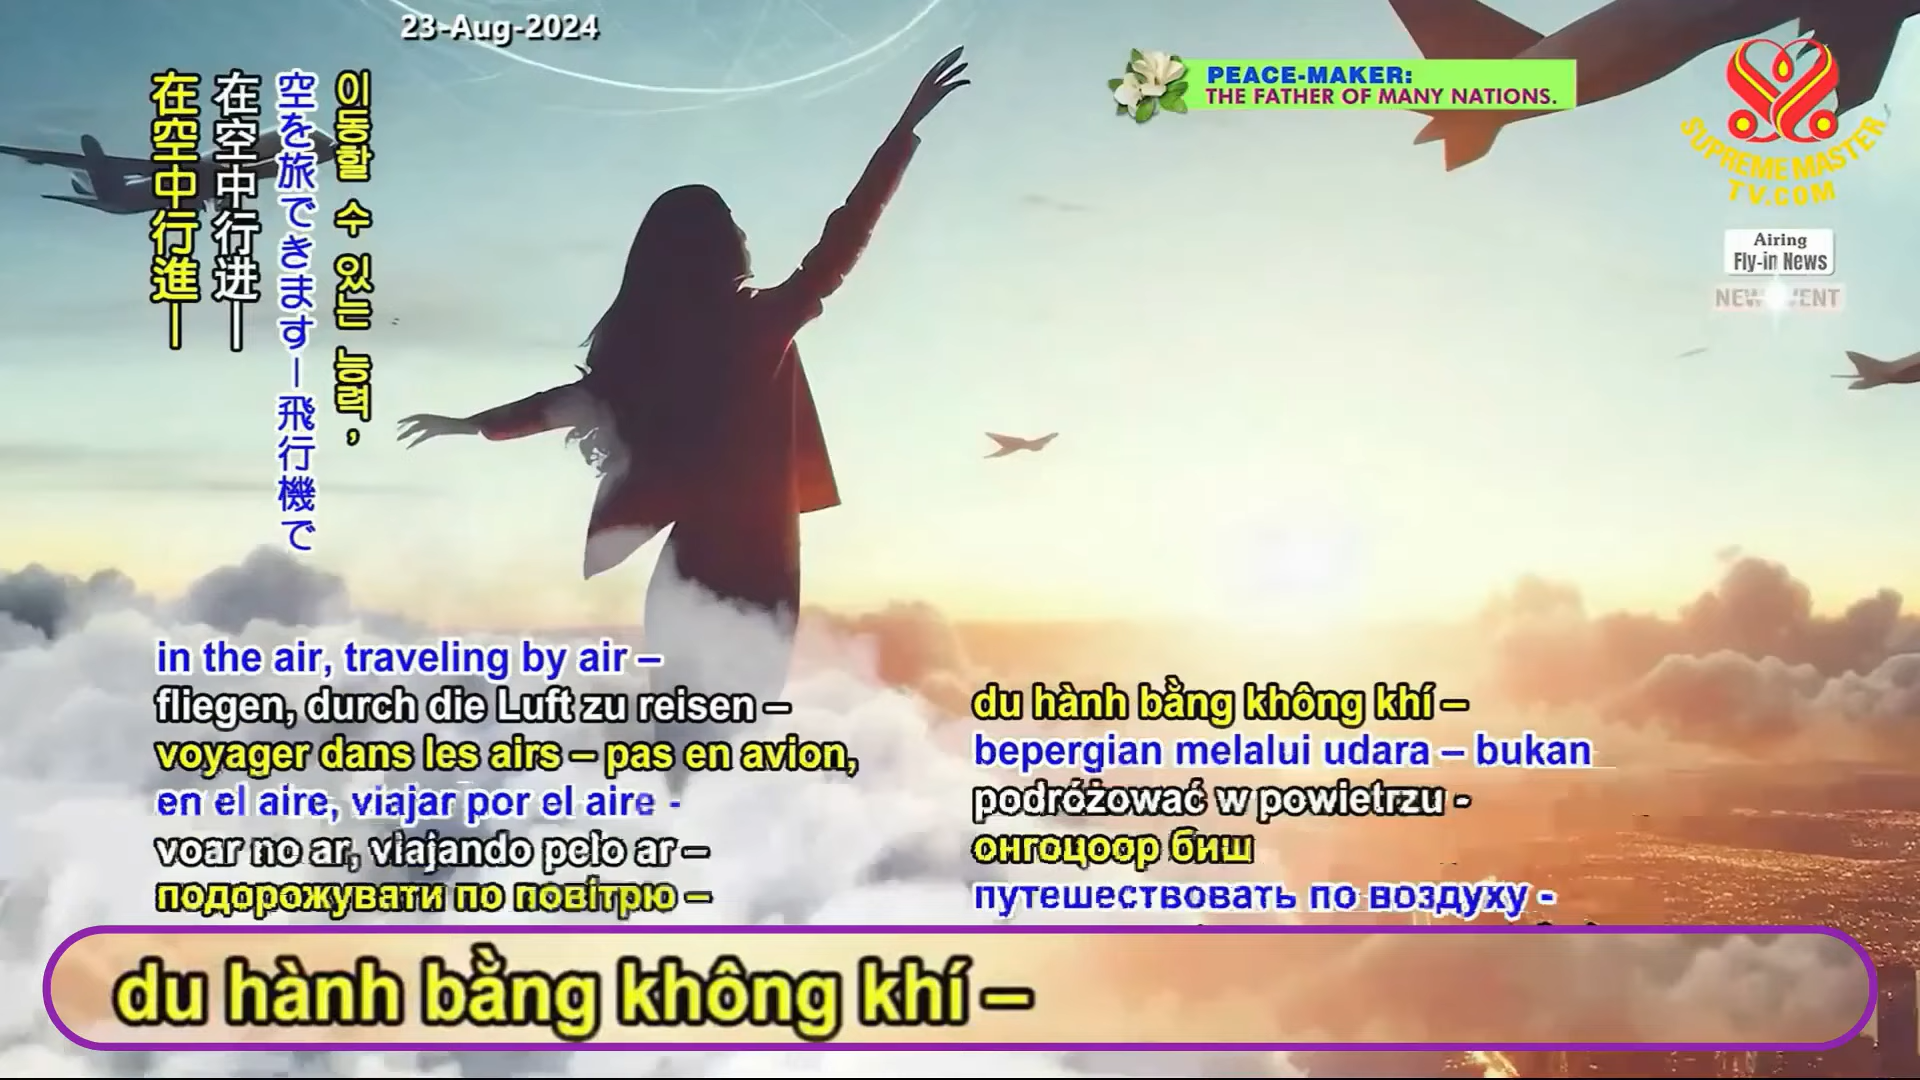 23-Aug-2024
PEACE-MAKER:
THE FATHER OF MANY NATIONS.
SUPREME MASTER
TV.COM
Airing
Fly-in News
이동할 수 있는 능력,
空を旅できます—飛行機で
在空中行进—
在空中行進—
in the air, traveling by air –
fliegen, durch die Luft zu reisen –
voyager dans les airs – pas en avion,
en el aire, viajar por el aire -
voar no ar, viajando pelo ar –
подорожувати по повітрю –
du hành bằng không khí –
bepergian melalui udara – bukan
podróżować w powietrzu -
онгоцоор биш
путешествовать по воздуху -
du hành bằng không khí –